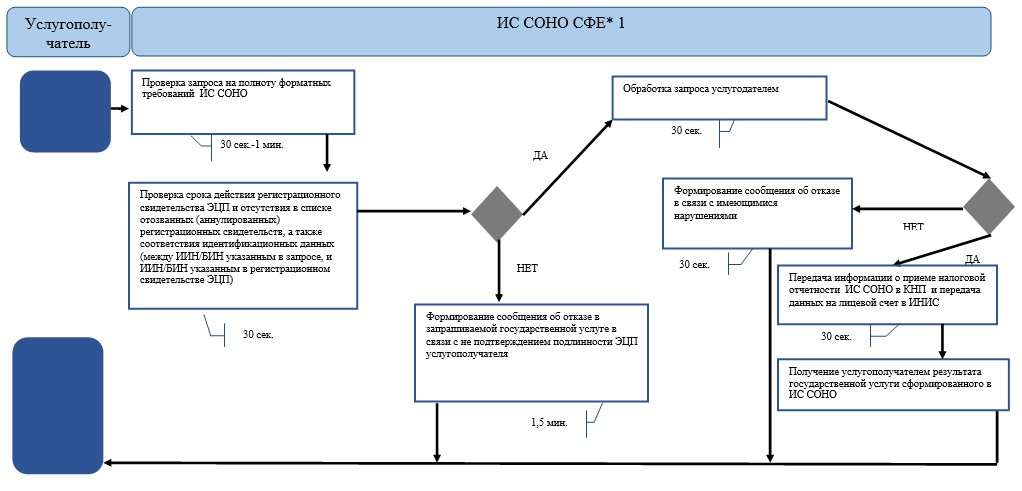 Услугополу-
чатель
ИС СОНО СФЕ* 1
Проверка запроса на полноту форматных
требований ИС СОНО
30 сек.-1 мин.
Проверка срока действия регистрационного
свидетельства ЭЦП и отсутствия в списке
отозванных (аннулированных)
регистрационных свидетельств, а также
соответствия идентификационных данных
(между ИИН/БИН указанным в запросе, и
ИИН/БИН указанным в регистрационном
свидетельстве ЭЦП)
30 сек.
ДА
НЕТ
Формирование сообщения об отказе в
запрашиваемой государственной услуге в
связи с не подтверждением подлинности ЭЦП
услугополучателя
1,5 мин.
Обработка запроса услугодателем
30 сек.
Формирование сообщения об отказе
в связи с имеющимися
нарушениями
30 сек.
НЕТ
ДА
Передача информации о приеме налоговой
отчетности ИС СОНО в КНП и передача
данных на лицевой счет в ИНИС
30 сек.
Получение услугополучателем результата
государственной услуги сформированного в
ИС СОНО